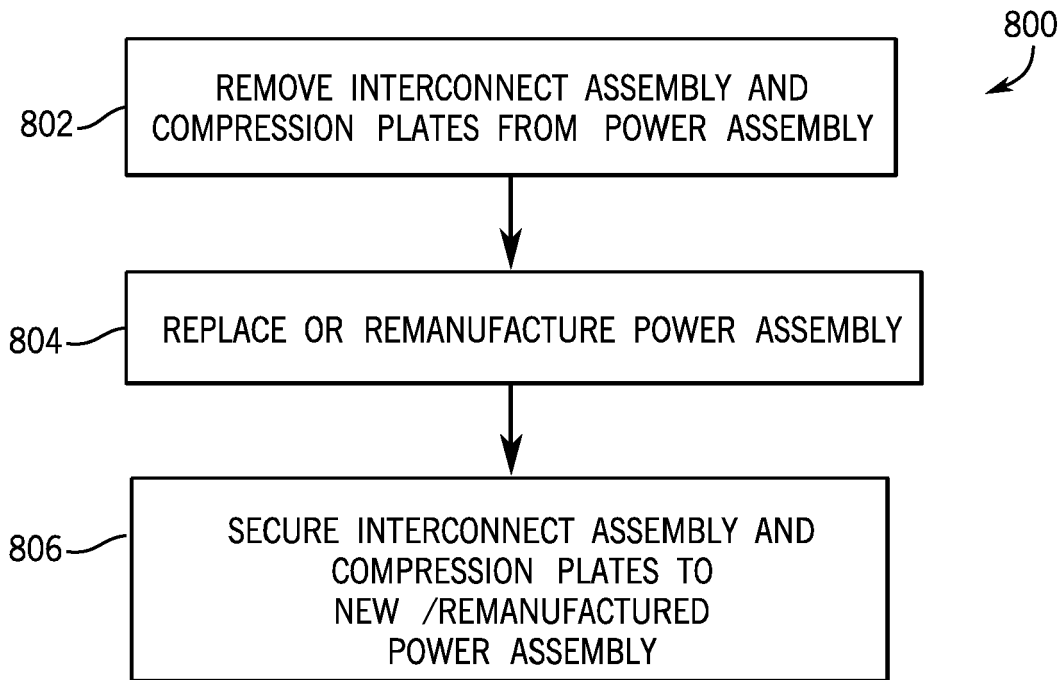 800
802
REMOVE INTERCONNECT ASSEMBLY AND
COMPRESSION PLATES FROM POWER ASSEMBLY
804
REPLACE OR REMANUFACTURE POWER ASSEMBLY
806
SECURE INTERCONNECT ASSEMBLY AND
COMPRESSION PLATES TO
NEW /REMANUFACTURED
POWER ASSEMBLY